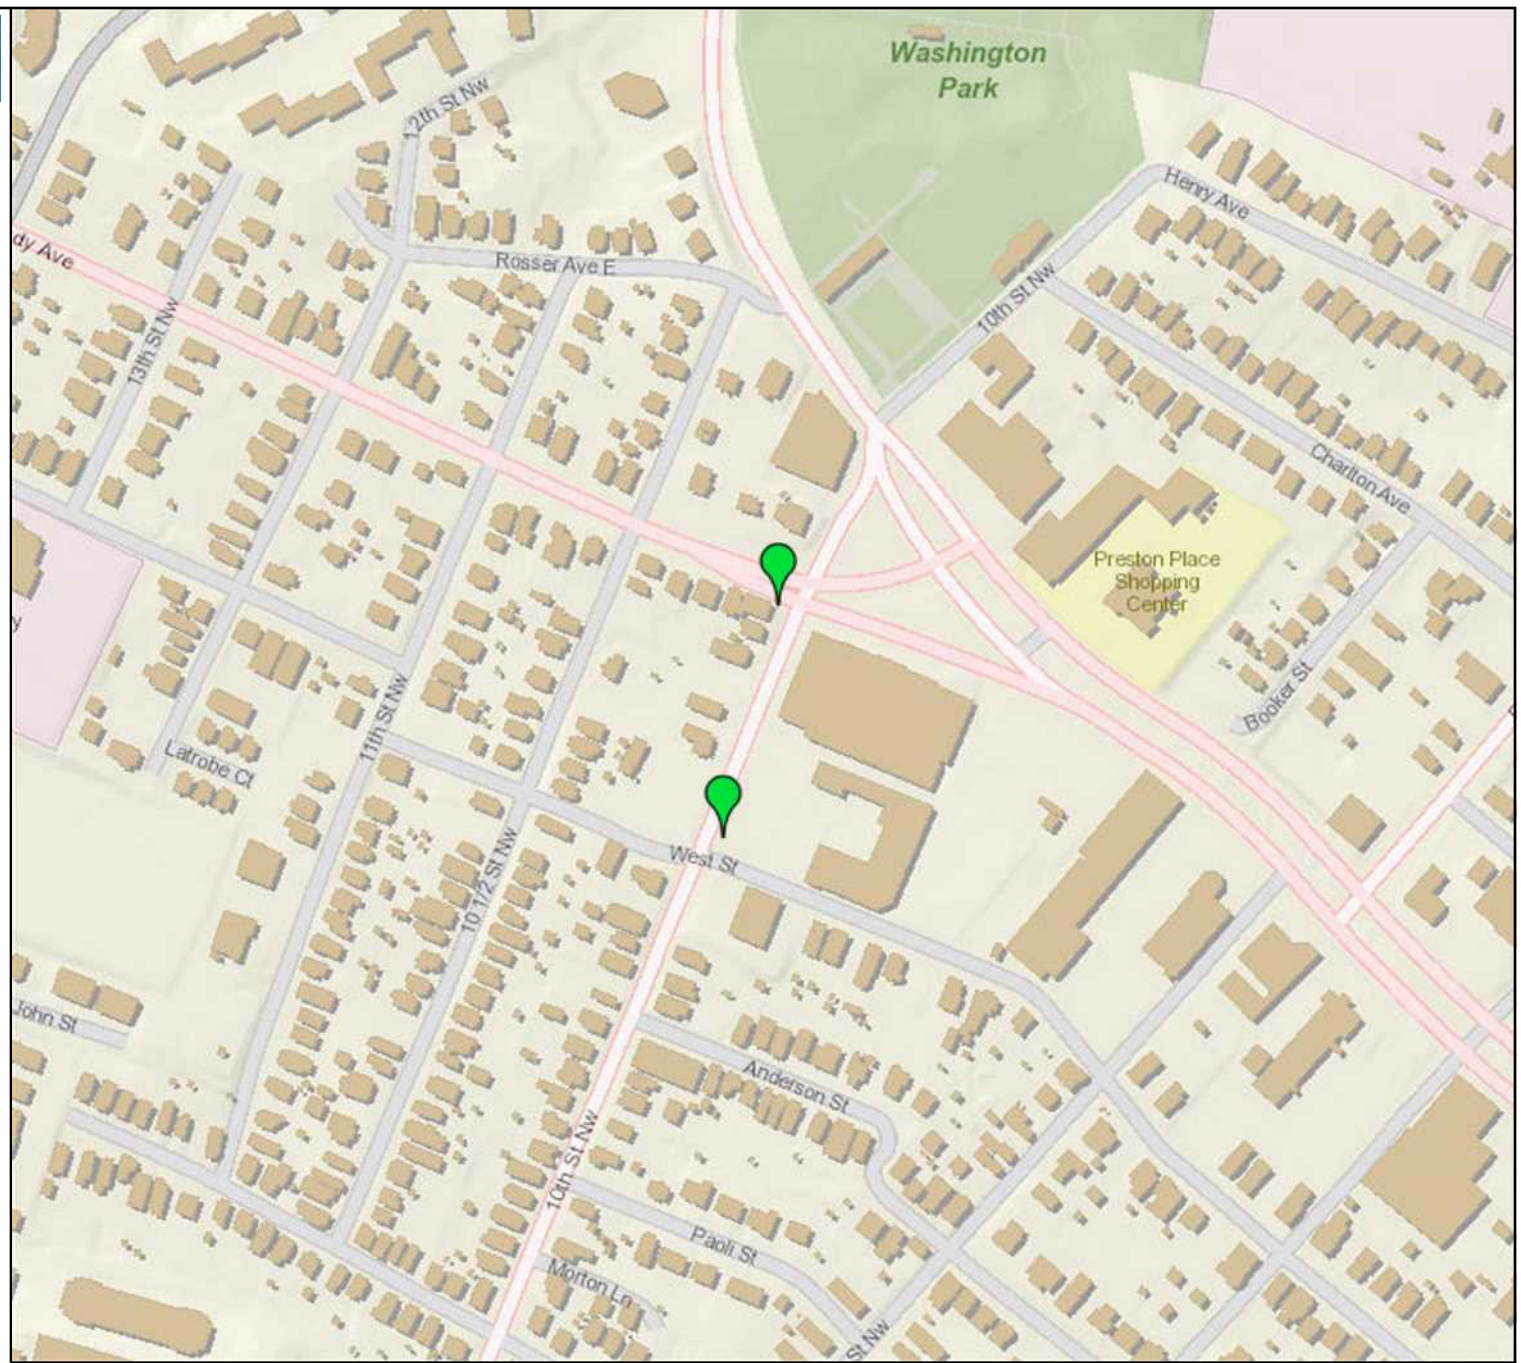 Washington
Park
12th St Nw
Henry Ave
dy Ave
Rosser Ave E
10th St Nw
13th St Nw
Charlton Ave
Preston Place
Shopping
Center
y
Booker St
11th St Nw
Latrobe Ct
West St
10 1/2 St Nw
John St
Anderson St
10th St Nw
Paoli St
Morton Ln
St Nw